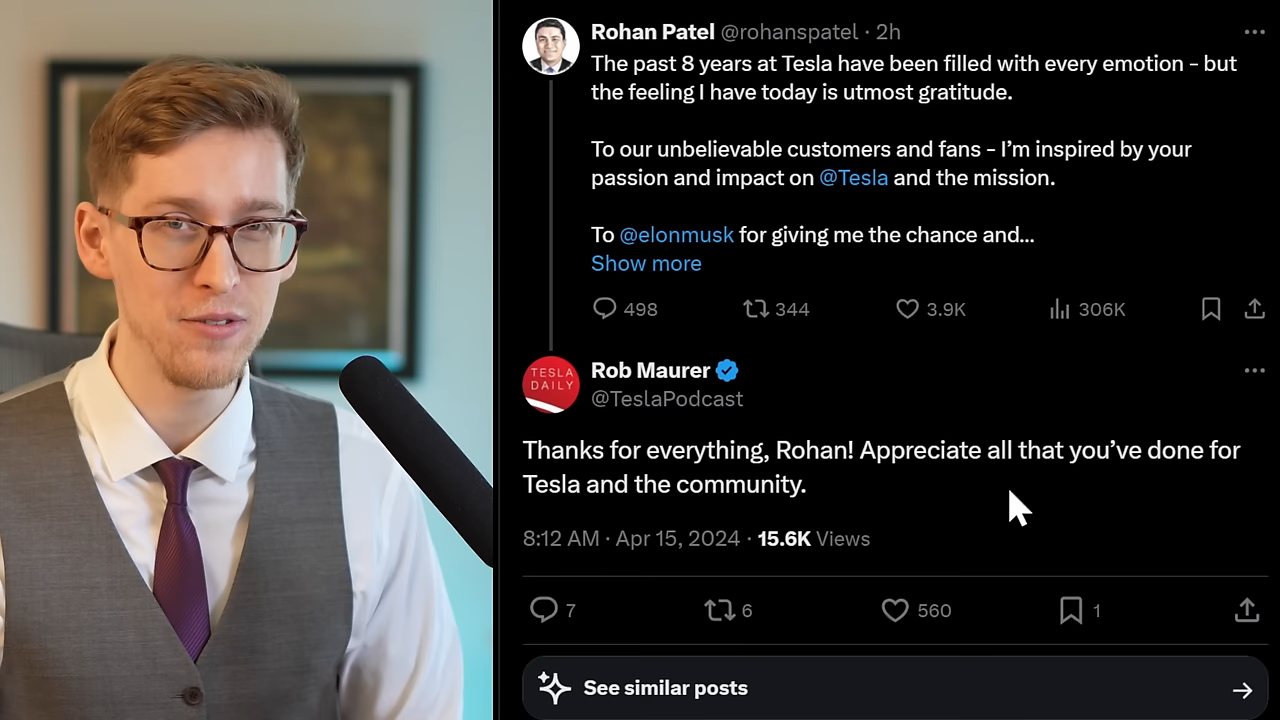 Rohan Patel @rohanspatel · 2h
The past 8 years at Tesla have been filled with every emotion – but
the feeling I have today is utmost gratitude.
To our unbelievable customers and fans – I’m inspired by your
passion and impact on @Tesla and the mission.
To @elonmusk for giving me the chance and...
Show more
498 344 3.9K 306K
TESLA
DAILY
Rob Maurer
@TeslaPodcast
Thanks for everything, Rohan! Appreciate all that you’ve done for
Tesla and the community.
8:12 AM · Apr 15, 2024 · 15.6K Views
7 6 560 1
See similar posts